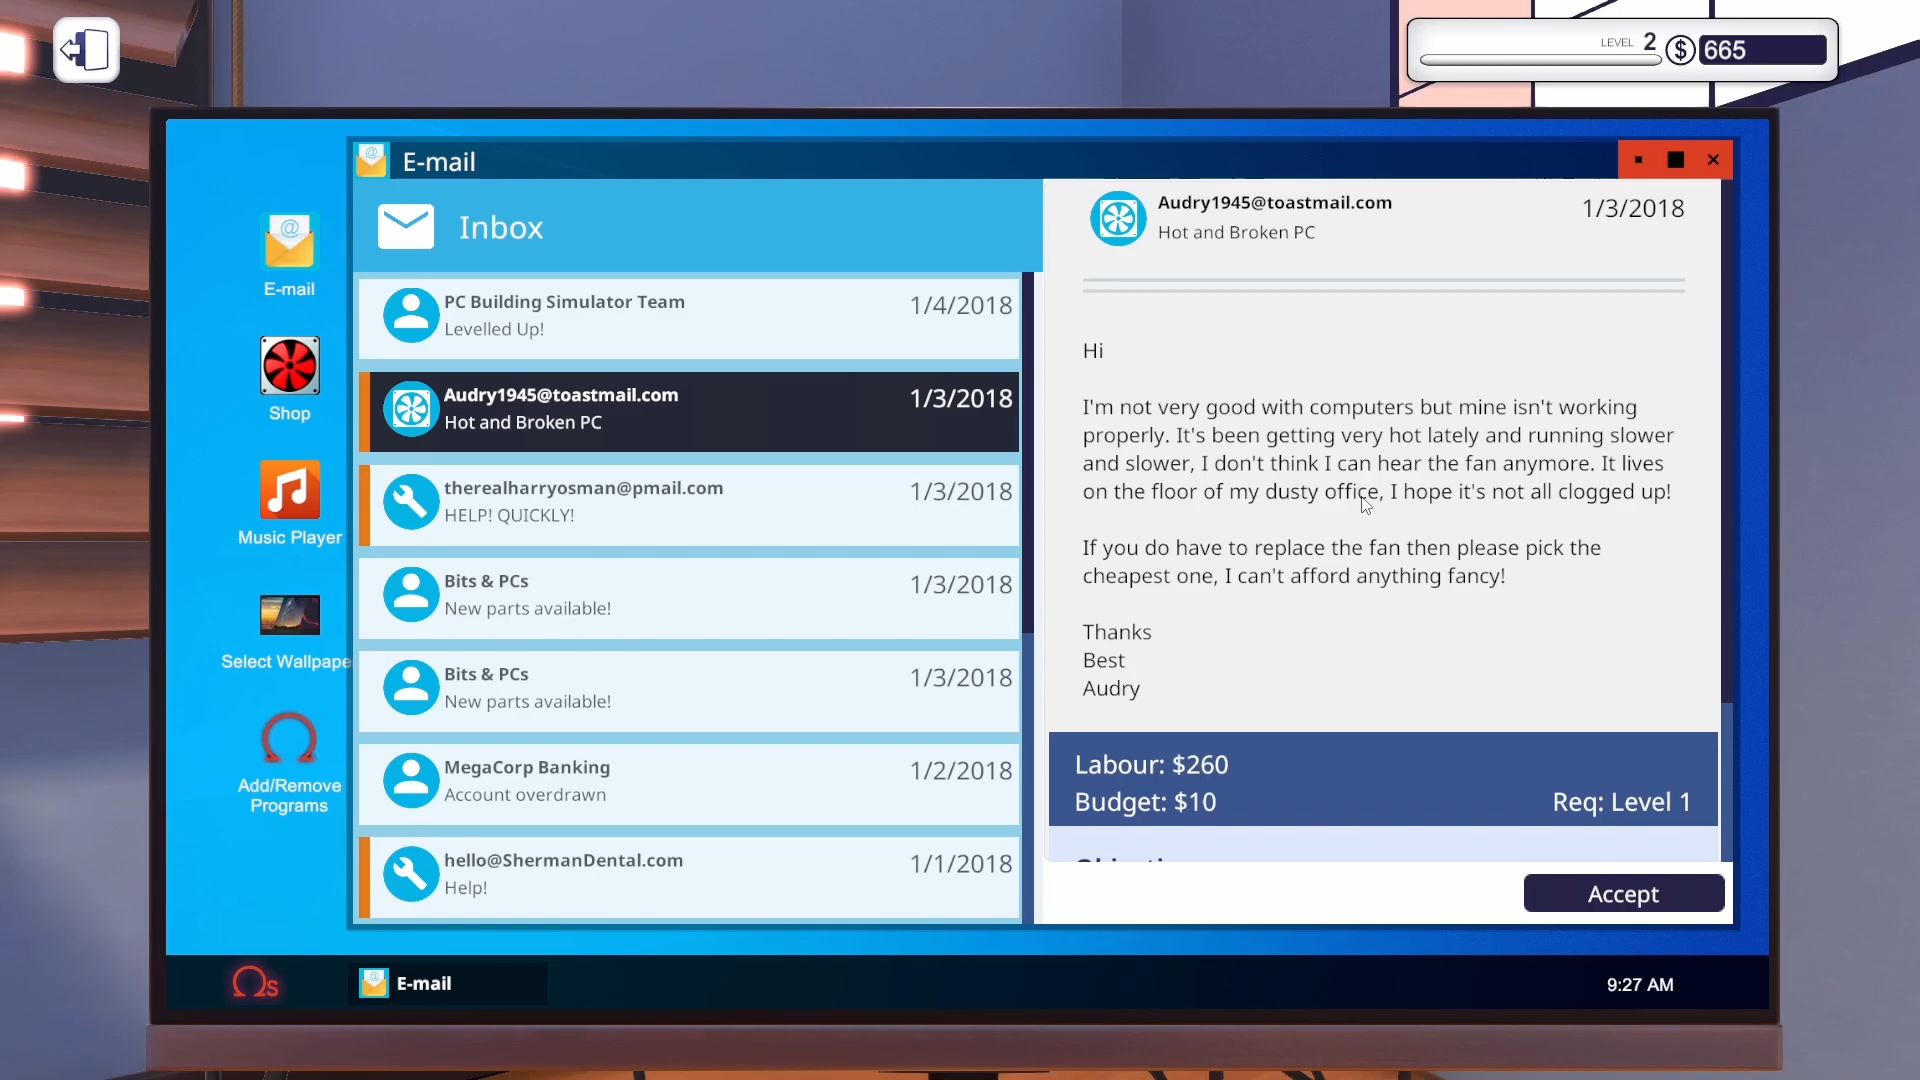 LEVEL 2 $ 665
E-mail
Inbox
E-mail
Shop
Music Player
Select Wallpape
Add/Remove
Programs
PC Building Simulator Team 1/4/2018
Levelled Up!
Audry1945@toastmail.com 1/3/2018
Hot and Broken PC
therealharryosman@pmail.com 1/3/2018
HELP! QUICKLY!
Bits & PCs 1/3/2018
New parts available!
Bits & PCs 1/3/2018
New parts available!
MegaCorp Banking 1/2/2018
Account overdrawn
hello@ShermanDental.com 1/1/2018
Help!
Audry1945@toastmail.com 1/3/2018
Hot and Broken PC
Hi
I'm not very good with computers but mine isn't working
properly. It's been getting very hot lately and running slower
and slower, I don't think I can hear the fan anymore. It lives
on the floor of my dusty office, I hope it's not all clogged up!
If you do have to replace the fan then please pick the
cheapest one, I can't afford anything fancy!
Thanks
Best
Audry
Labour: $260
Budget: $10 Req: Level 1
Accept
Ωs E-mail 9:27 AM